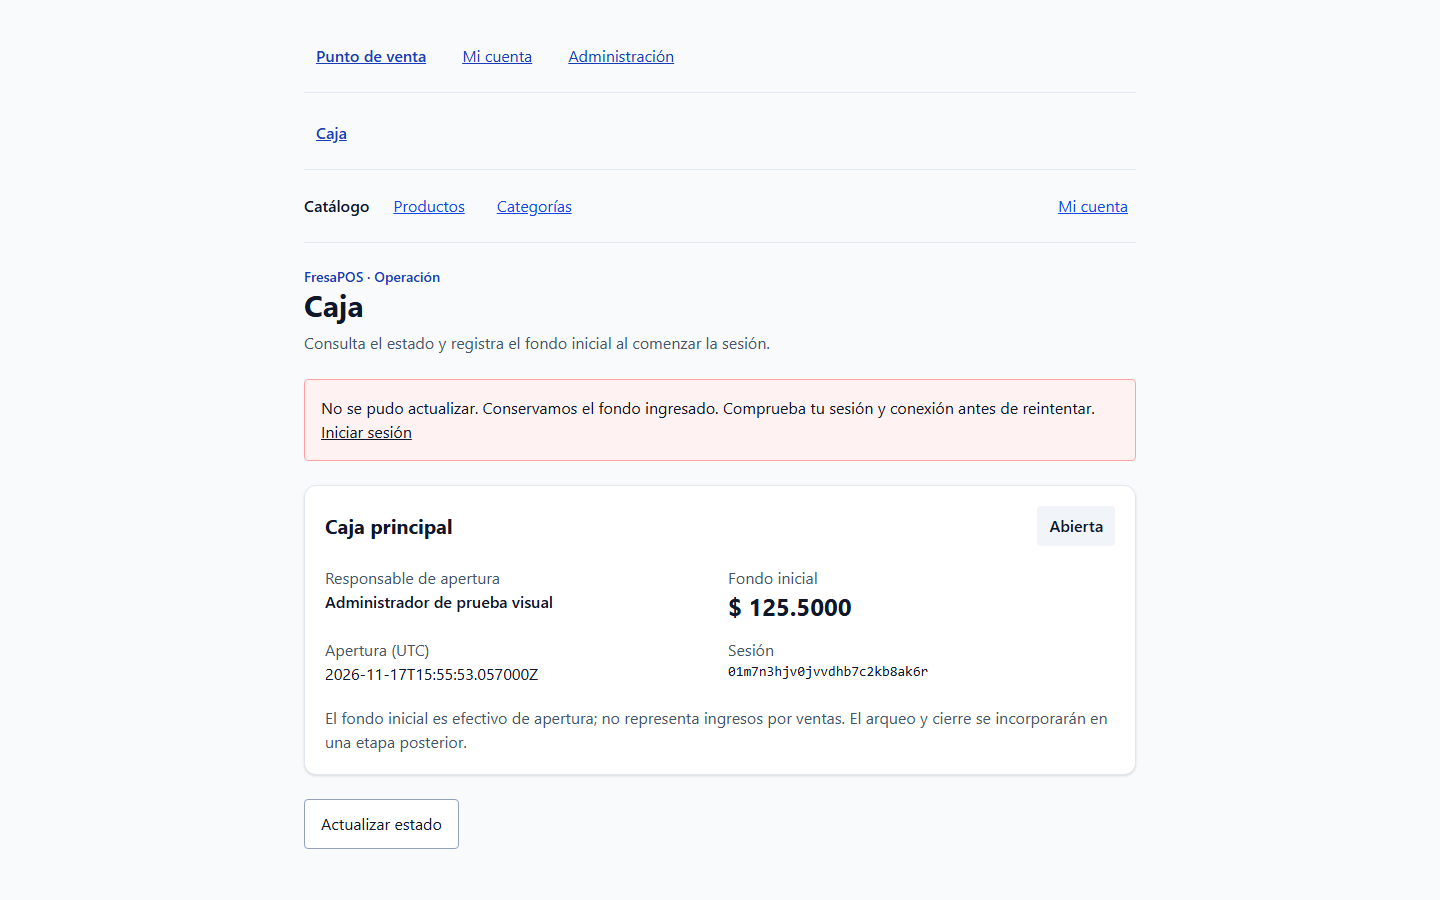 Punto de venta Mi cuenta Administración
Caja
Catálogo Productos Categorías Mi cuenta
FresaPOS · Operación
Caja
Consulta el estado y registra el fondo inicial al comenzar la sesión.
No se pudo actualizar. Conservamos el fondo ingresado. Comprueba tu sesión y conexión antes de reintentar.
Iniciar sesión
Caja principal Abierta
Responsable de apertura Fondo inicial
Administrador de prueba visual $ 125.5000
Apertura (UTC) Sesión
2026-11-17T15:55:53.057000Z 01m7n3hjv0jvvdhb7c2kb8ak6r
El fondo inicial es efectivo de apertura; no representa ingresos por ventas. El arqueo y cierre se incorporarán en
una etapa posterior.
Actualizar estado